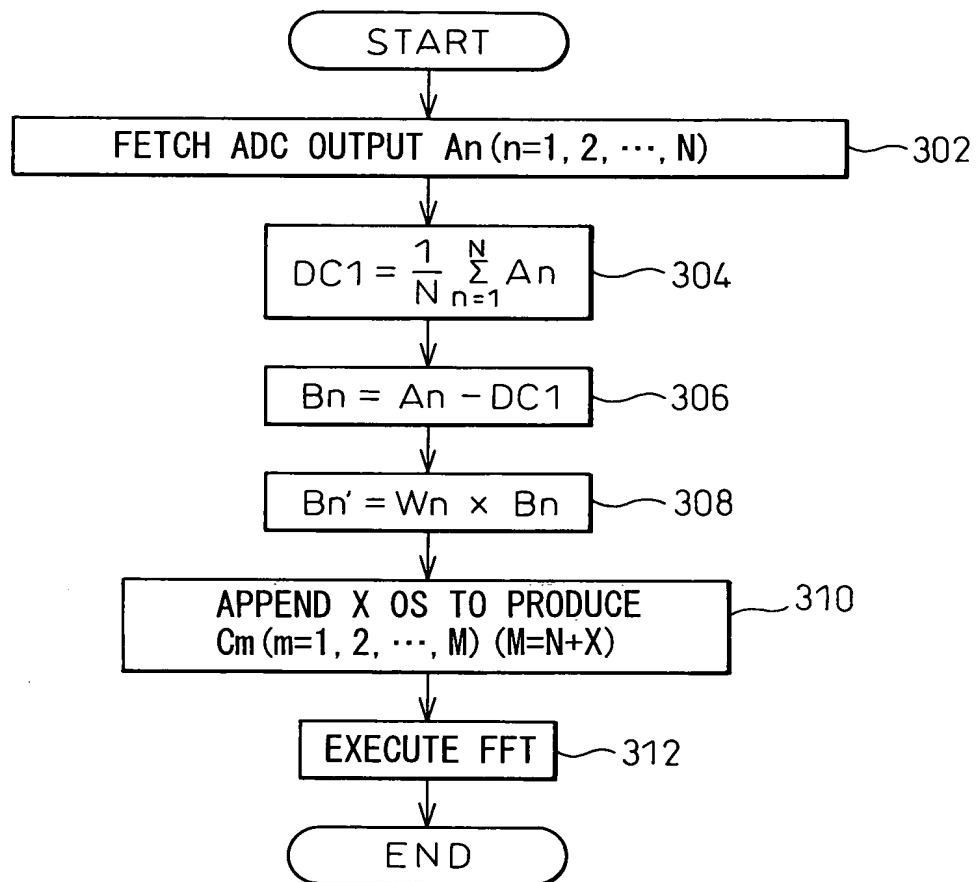 START
FETCH ADC OUTPUT An(n=1, 2, ⋯, N)
302
DC1 = 1/N Σ_{n=1}^{N} An
304
Bn = An − DC1
306
Bn' = Wn × Bn
308
APPEND X OS TO PRODUCE
Cm(m=1, 2, ⋯, M) (M=N+X)
310
EXECUTE FFT
312
END